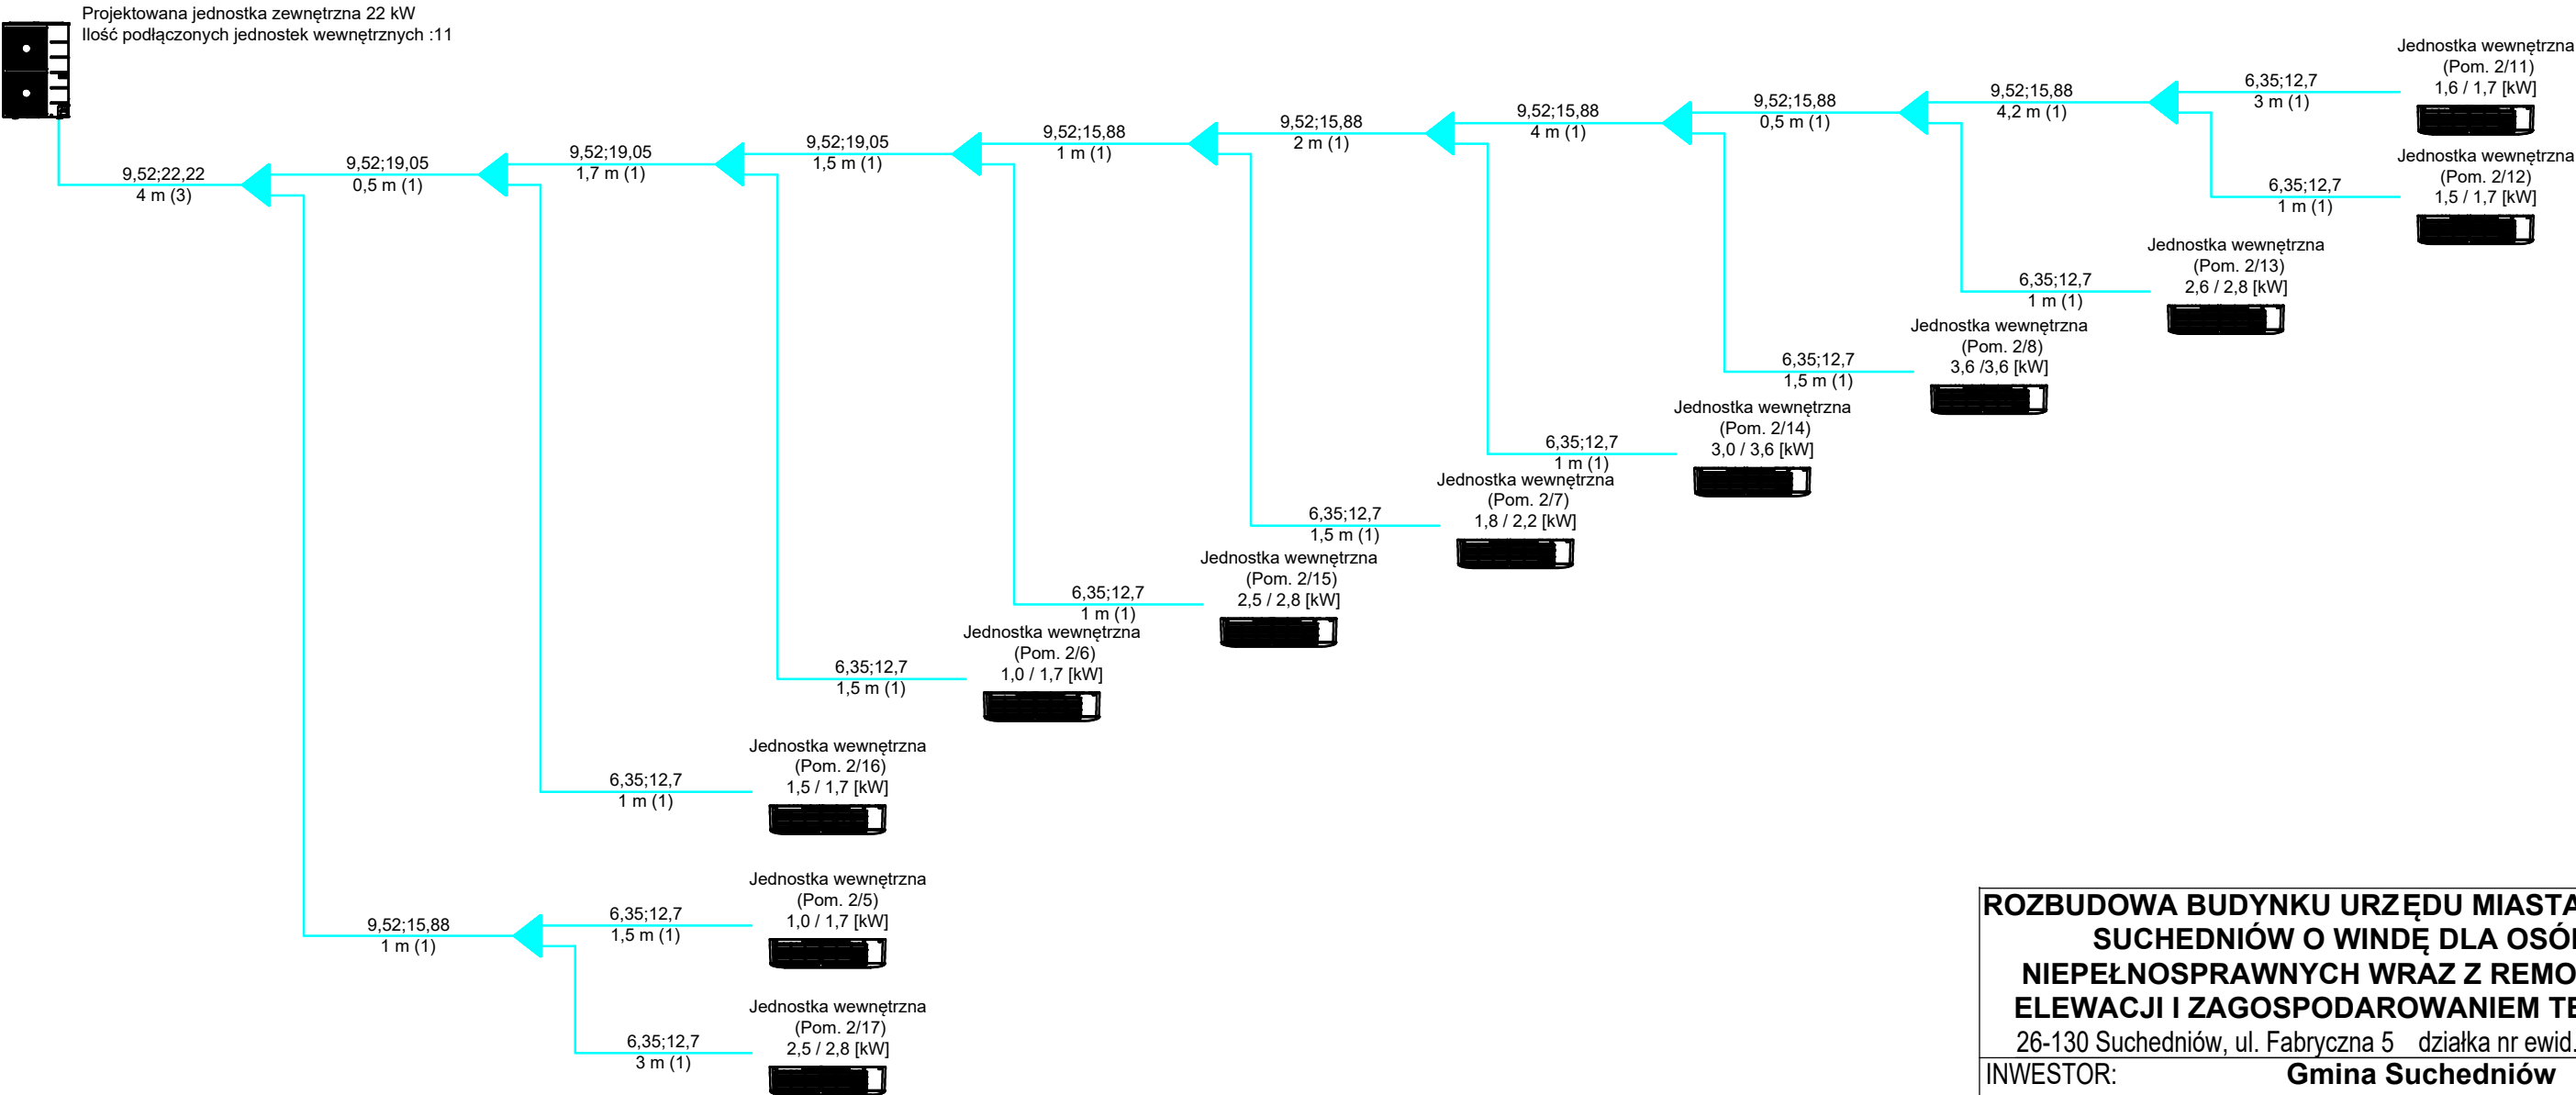 Projektowana jednostka zewnętrzna 22 kW
Ilość podłączonych jednostek wewnętrznych :11
9,52;22,22
4 m (3)
9,52;19,05
0,5 m (1)
9,52;19,05
1,7 m (1)
9,52;19,05
1,5 m (1)
9,52;15,88
1 m (1)
9,52;15,88
2 m (1)
9,52;15,88
4 m (1)
9,52;15,88
0,5 m (1)
9,52;15,88
4,2 m (1)
6,35;12,7
3 m (1)
Jednostka wewnętrzna
(Pom. 2/11)
1,6 / 1,7 [kW]
6,35;12,7
1 m (1)
Jednostka wewnętrzna
(Pom. 2/12)
1,5 / 1,7 [kW]
6,35;12,7
1 m (1)
Jednostka wewnętrzna
(Pom. 2/13)
2,6 / 2,8 [kW]
6,35;12,7
1,5 m (1)
Jednostka wewnętrzna
(Pom. 2/8)
3,6 /3,6 [kW]
6,35;12,7
1 m (1)
Jednostka wewnętrzna
(Pom. 2/14)
3,0 / 3,6 [kW]
6,35;12,7
1,5 m (1)
Jednostka wewnętrzna
(Pom. 2/7)
1,8 / 2,2 [kW]
6,35;12,7
1 m (1)
Jednostka wewnętrzna
(Pom. 2/15)
2,5 / 2,8 [kW]
6,35;12,7
1,5 m (1)
Jednostka wewnętrzna
(Pom. 2/6)
1,0 / 1,7 [kW]
6,35;12,7
1 m (1)
Jednostka wewnętrzna
(Pom. 2/16)
1,5 / 1,7 [kW]
9,52;15,88
1 m (1)
6,35;12,7
1,5 m (1)
Jednostka wewnętrzna
(Pom. 2/5)
1,0 / 1,7 [kW]
6,35;12,7
3 m (1)
Jednostka wewnętrzna
(Pom. 2/17)
2,5 / 2,8 [kW]
ROZBUDOWA BUDYNKU URZĘDU MIASTA
SUCHEDNIÓW O WINDĘ DLA OSÓ
NIEPEŁNOSPRAWNYCH WRAZ Z REMO
ELEWACJI I ZAGOSPODAROWANIEM TE
26-130 Suchedniów, ul. Fabryczna 5 działka nr ewid.
INWESTOR: Gmina Suchedniów